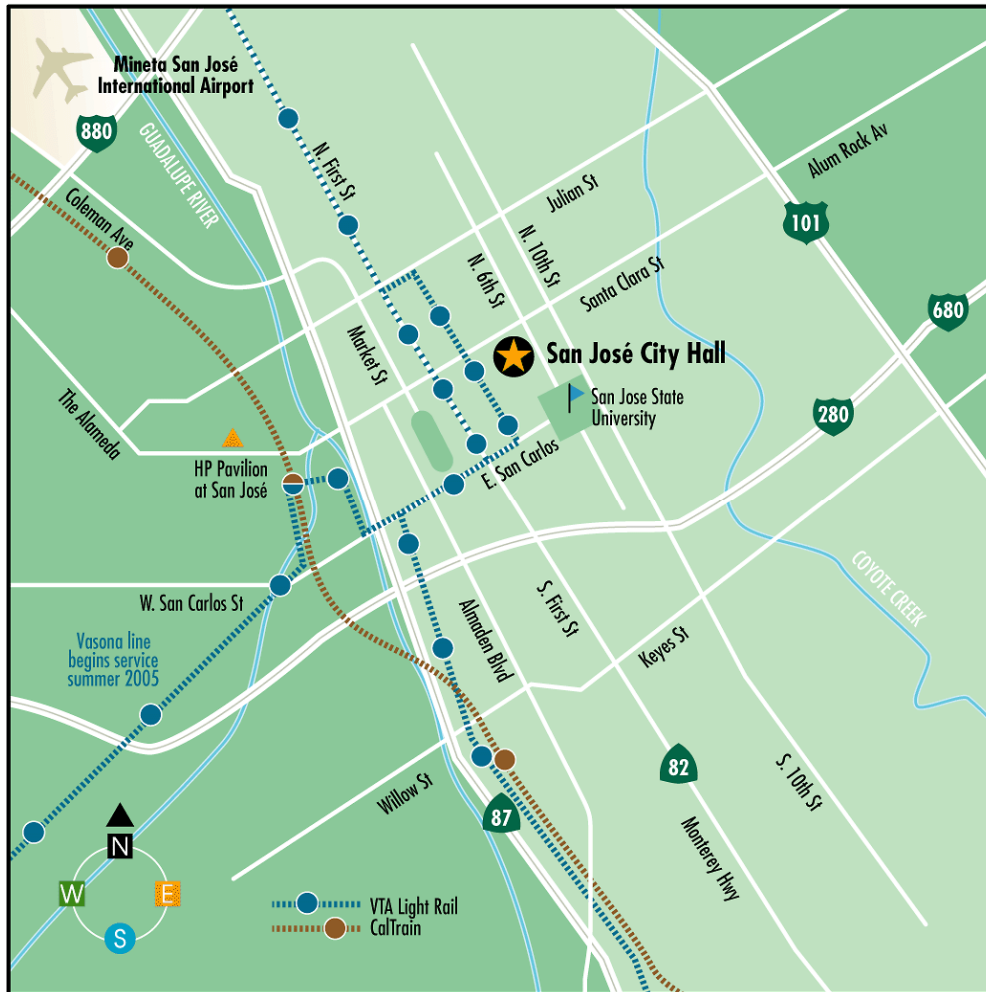 Mineta San José
International Airport
880
GUADALUPE RIVER
N. First St
Coleman Ave
Julian St
Alum Rock Av
101
N. 10th St
N. 6th St
Santa Clara St
680
Market St
San José City Hall
San Jose State
University
280
The Alameda
HP Pavilion
at San José
E. San Carlos
COYOTE CREEK
W. San Carlos St
Almaden Blvd
S. First St
Keyes St
Vasona line
begins service
summer 2005
Willow St
82
S. 10th St
87
Monterey Hwy
N
W
E
S
VTA Light Rail
CalTrain